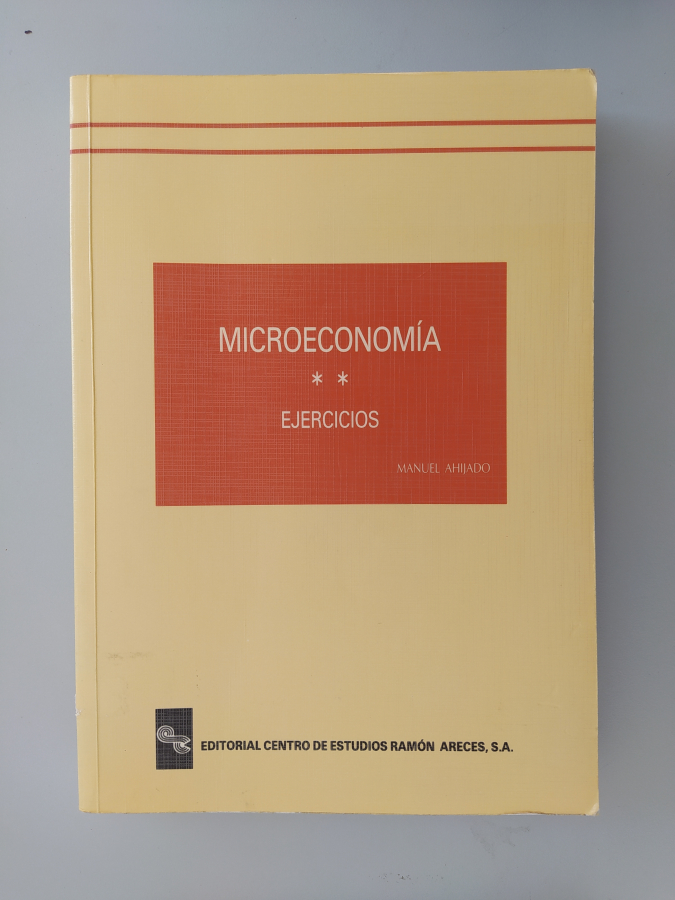 MICROECONOMÍA
* *
EJERCICIOS
MANUEL AHIJADO
EDITORIAL CENTRO DE ESTUDIOS RAMÓN ARECES, S.A.